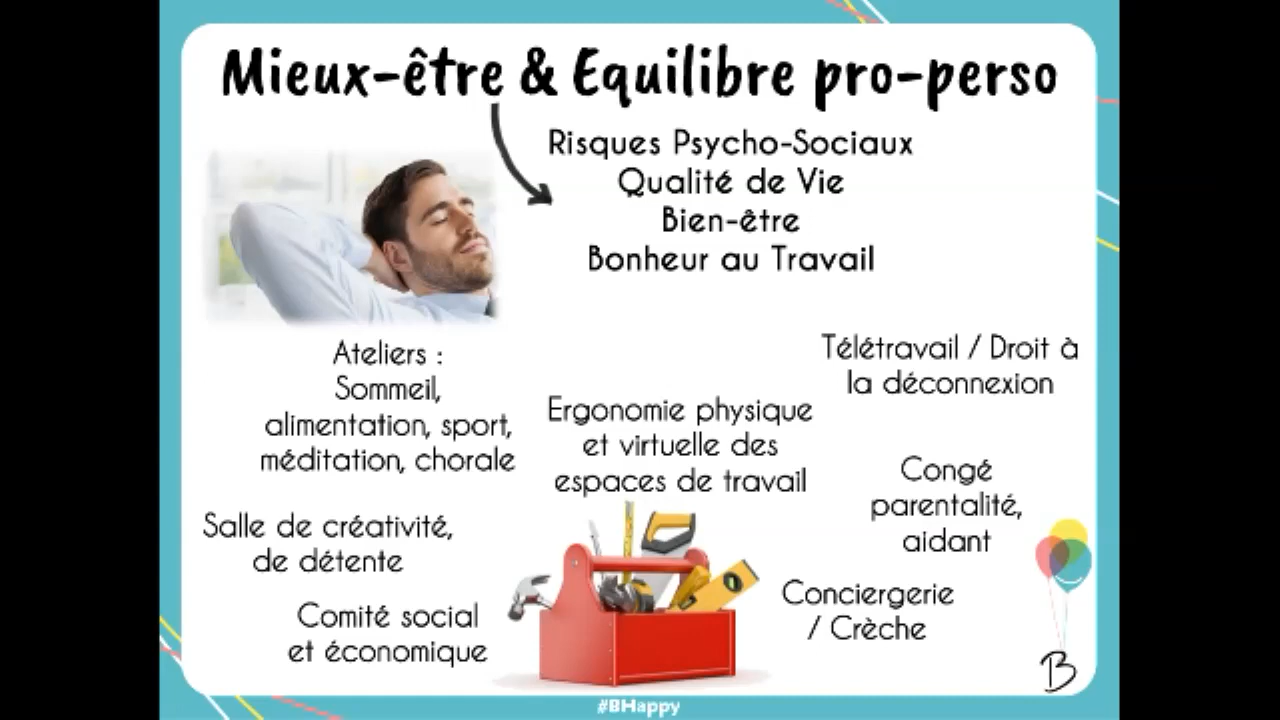 Mieux-être & Equilibre pro-perso
Risques Psycho-Sociaux
Qualité de Vie
Bien-être
Bonheur au Travail
Ateliers :
Sommeil,
alimentation, sport,
méditation, chorale
Télétravail / Droit à
la déconnexion
Ergonomie physique
et virtuelle des
espaces de travail
Congé
parentalité,
aidant
Salle de créativité,
de détente
Conciergerie
/ Crèche
Comité social
et économique
B
#BHappy